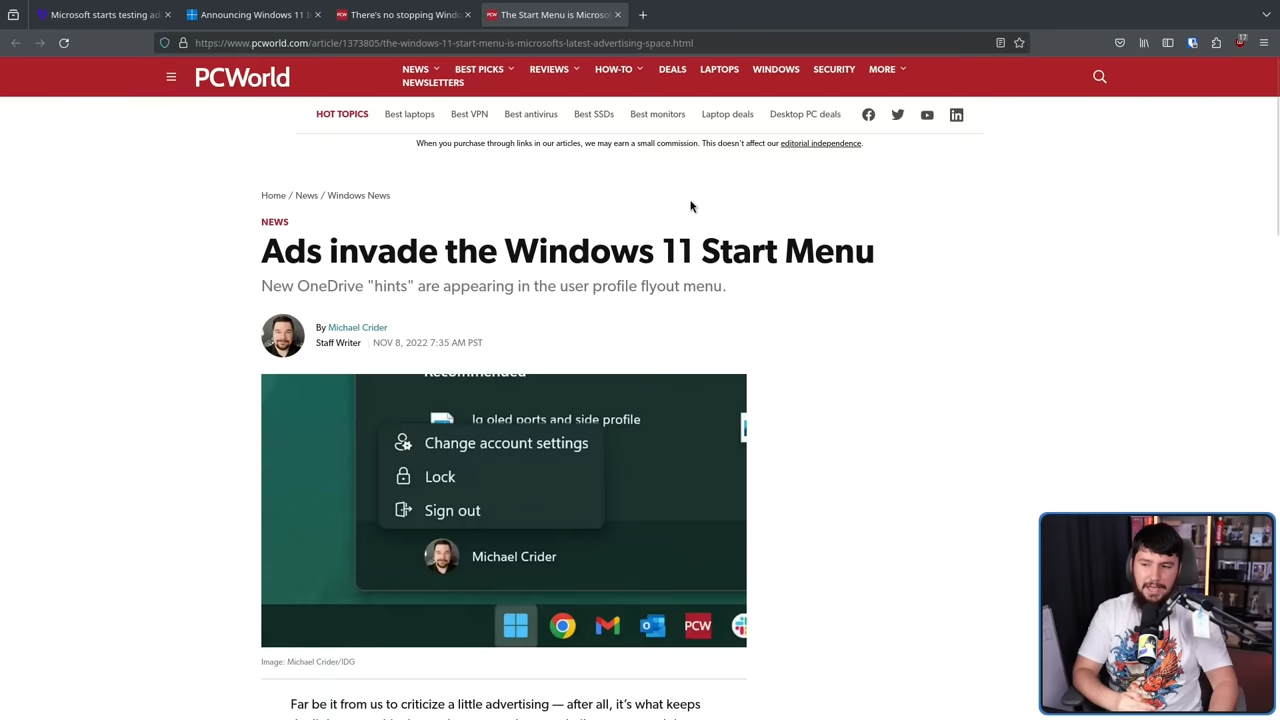 Microsoft starts testing ad
Announcing Windows 11 I
There's no stopping Windo
The Start Menu is Microsof
https://www.pcworld.com/article/1373805/the-windows-11-start-menu-is-microsofts-latest-advertising-space.html
17
PCWorld
NEWS BEST PICKS REVIEWS HOW-TO DEALS LAPTOPS WINDOWS SECURITY MORE
NEWSLETTERS
HOT TOPICS Best laptops Best VPN Best antivirus Best SSDs Best monitors Laptop deals Desktop PC deals
When you purchase through links in our articles, we may earn a small commission. This doesn't affect our editorial independence.
Home / News / Windows News
NEWS
Ads invade the Windows 11 Start Menu
New OneDrive "hints" are appearing in the user profile flyout menu.
By Michael Crider
Staff Writer NOV 8, 2022 7:35 AM PST
Recommended
lg oled ports and side profile
Change account settings
Lock
Sign out
Michael Crider
PCW
Image: Michael Crider/IDG
Far be it from us to criticize a little advertising — after all, it's what keeps